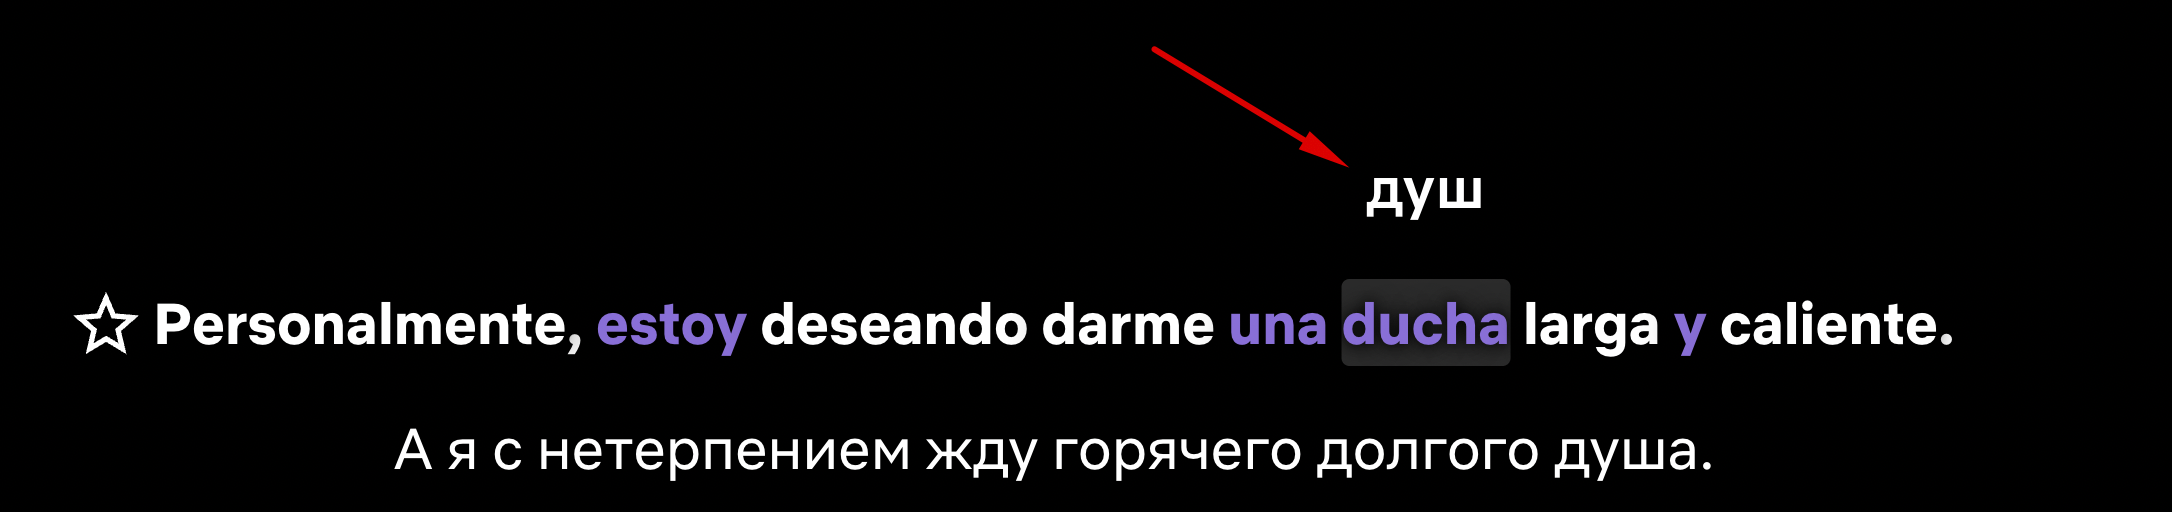 душ
Personalmente, estoy deseando darme una ducha larga y caliente.
А я с нетерпением жду горячего долгого душа.